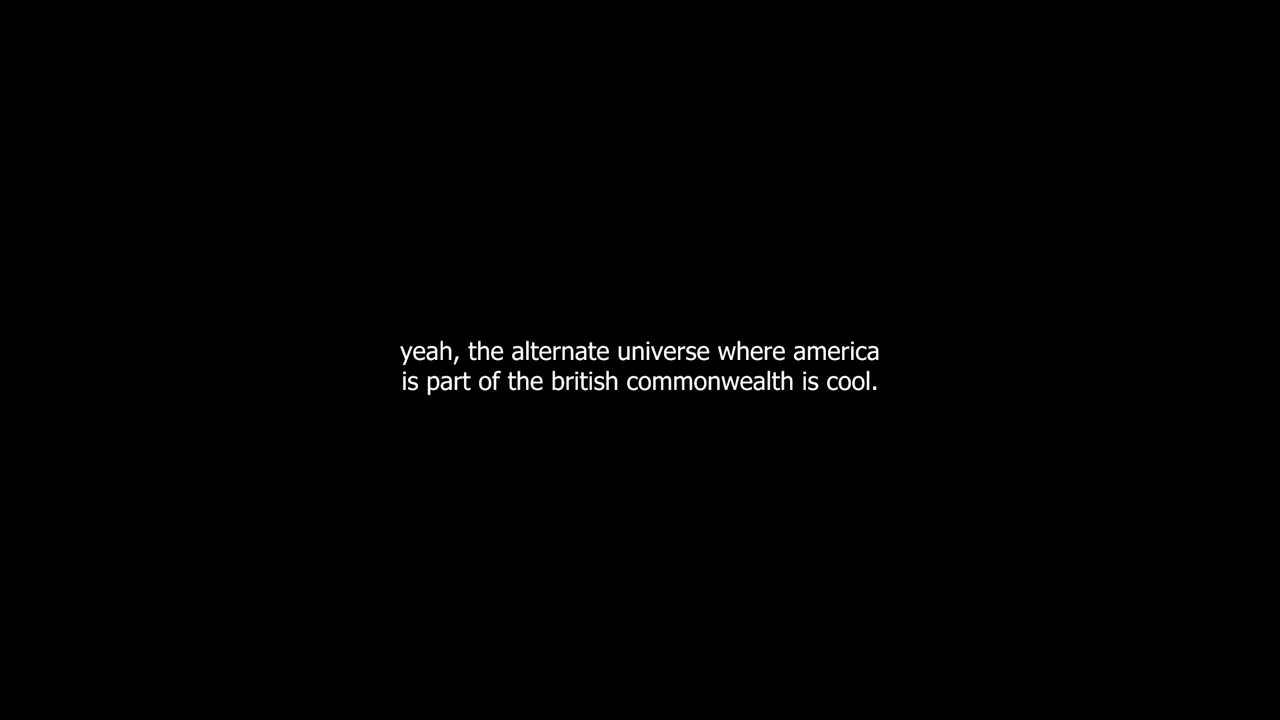 yeah, the alternate universe where america
is part of the british commonwealth is cool.